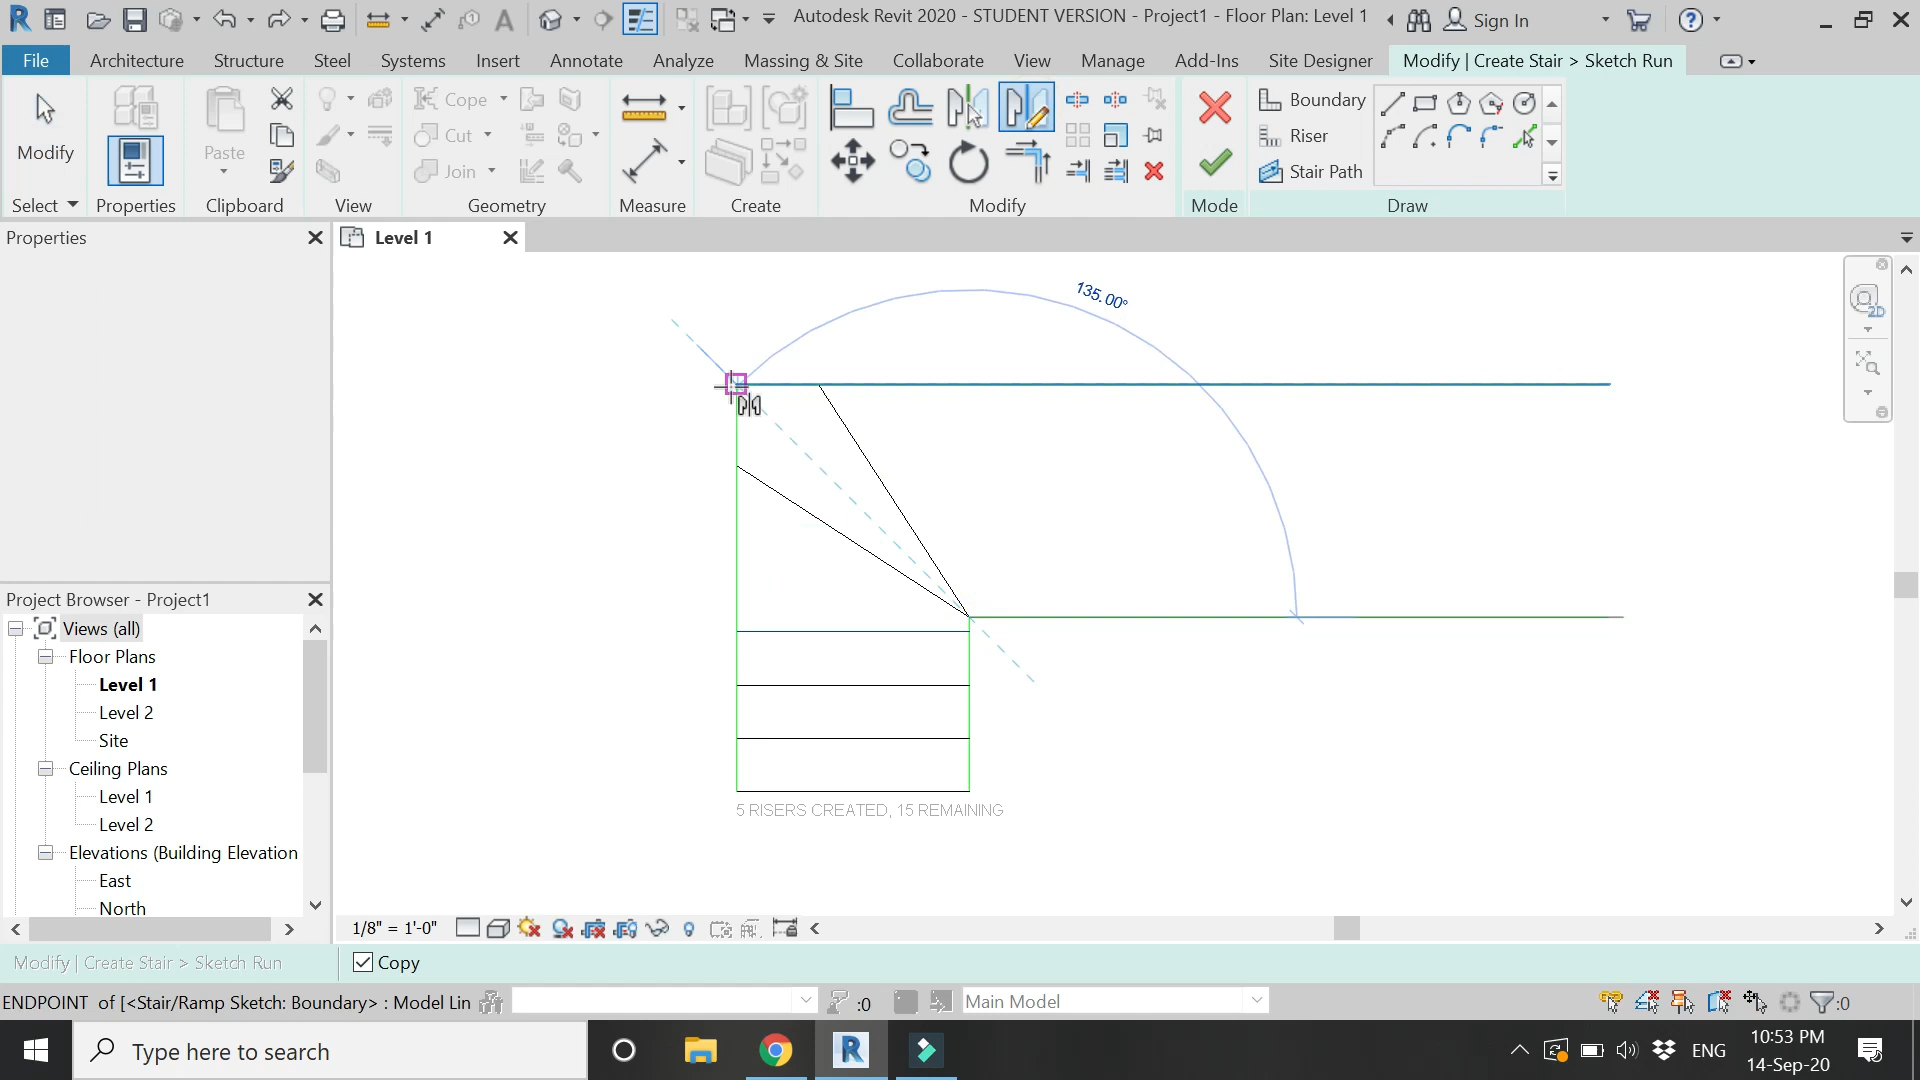 Autodesk Revit 2020 - STUDENT VERSION - Project1 - Floor Plan: Level 1
Sign In
File
Architecture
Structure
Steel
Systems
Insert
Annotate
Analyze
Massing & Site
Collaborate
View
Manage
Add-Ins
Site Designer
Modify | Create Stair > Sketch Run
Modify
Paste
Cope
Cut
Join
Boundary
Riser
Stair Path
Select
Properties
Clipboard
View
Geometry
Measure
Create
Modify
Mode
Draw
Properties
Level 1
2D
135.00°
5 RISERS CREATED, 15 REMAINING
Project Browser - Project1
Views (all)
Floor Plans
Level 1
Level 2
Site
Ceiling Plans
Level 1
Level 2
Elevations (Building Elevation
East
North
1/8" = 1'-0"
Modify | Create Stair > Sketch Run
Copy
ENDPOINT of [<Stair/Ramp Sketch: Boundary> : Model Lin
:0
Main Model
:0
Type here to search
ENG
10:53 PM
14-Sep-20